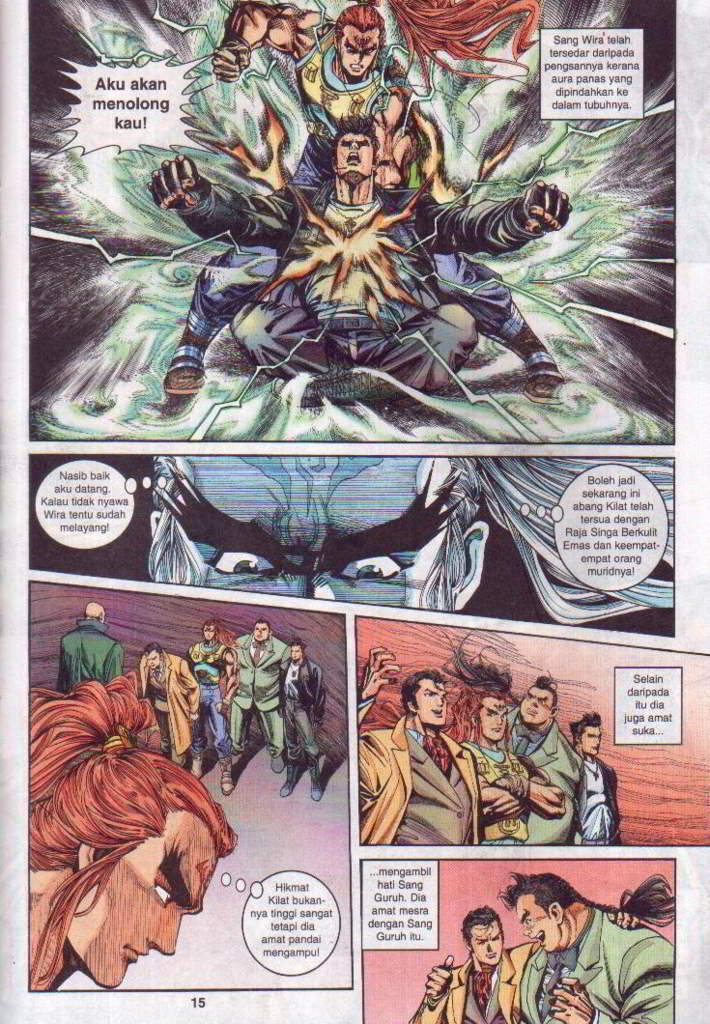 Aku akan
menolong
kau!
Sang Wira telah
tersedar daripada
pengsannya kerana
aura panas yang
dipindahkan ke
dalam tubuhnya.
Nasib baik
aku datang.
Kalau tidak nyawa
Wira tentu sudah
melayang!
Boleh jadi
sekarang ini
abang Kilat telah
tersua dengan
Raja Singa Berkulit
Emas dan keempat-
empat orang
muridnya!
Hikmat
Kilat bukan-
nya tinggi sangat
tetapi dia
amat pandai
mengampu!
Selain
daripada
itu dia
juga amat
suka...
...mengambil
hati Sang
Guruh. Dia
amat mesra
dengan Sang
Guruh itu.
15